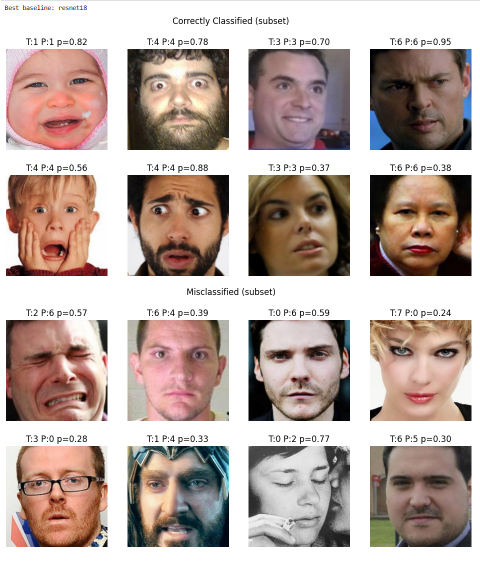 Best baseline: resnet18
Correctly Classified (subset)
T:1 P:1 p=0.82 T:4 P:4 p=0.78 T:3 P:3 p=0.70 T:6 P:6 p=0.95
T:4 P:4 p=0.56 T:4 P:4 p=0.88 T:3 P:3 p=0.37 T:6 P:6 p=0.38
Misclassified (subset)
T:2 P:6 p=0.57 T:6 P:4 p=0.39 T:0 P:6 p=0.59 T:7 P:0 p=0.24
T:3 P:0 p=0.28 T:1 P:4 p=0.33 T:0 P:2 p=0.77 T:6 P:5 p=0.30